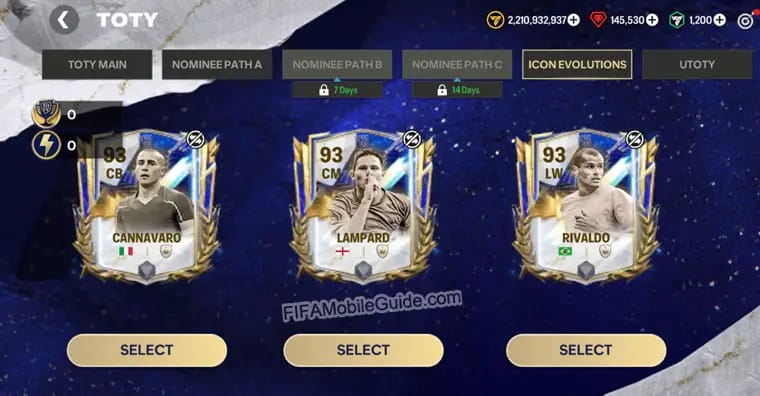 TOTY
2,210,932,937
145,530
1,200
TOTY MAIN
NOMINEE PATH A
NOMINEE PATH B
NOMINEE PATH C
ICON EVOLUTIONS
UTOTY
7 Days
14 Days
0
0
93
CB
CANNAVARO
93
CM
LAMPARD
93
LW
RIVALDO
FIFAMobileGuide.com
SELECT
SELECT
SELECT